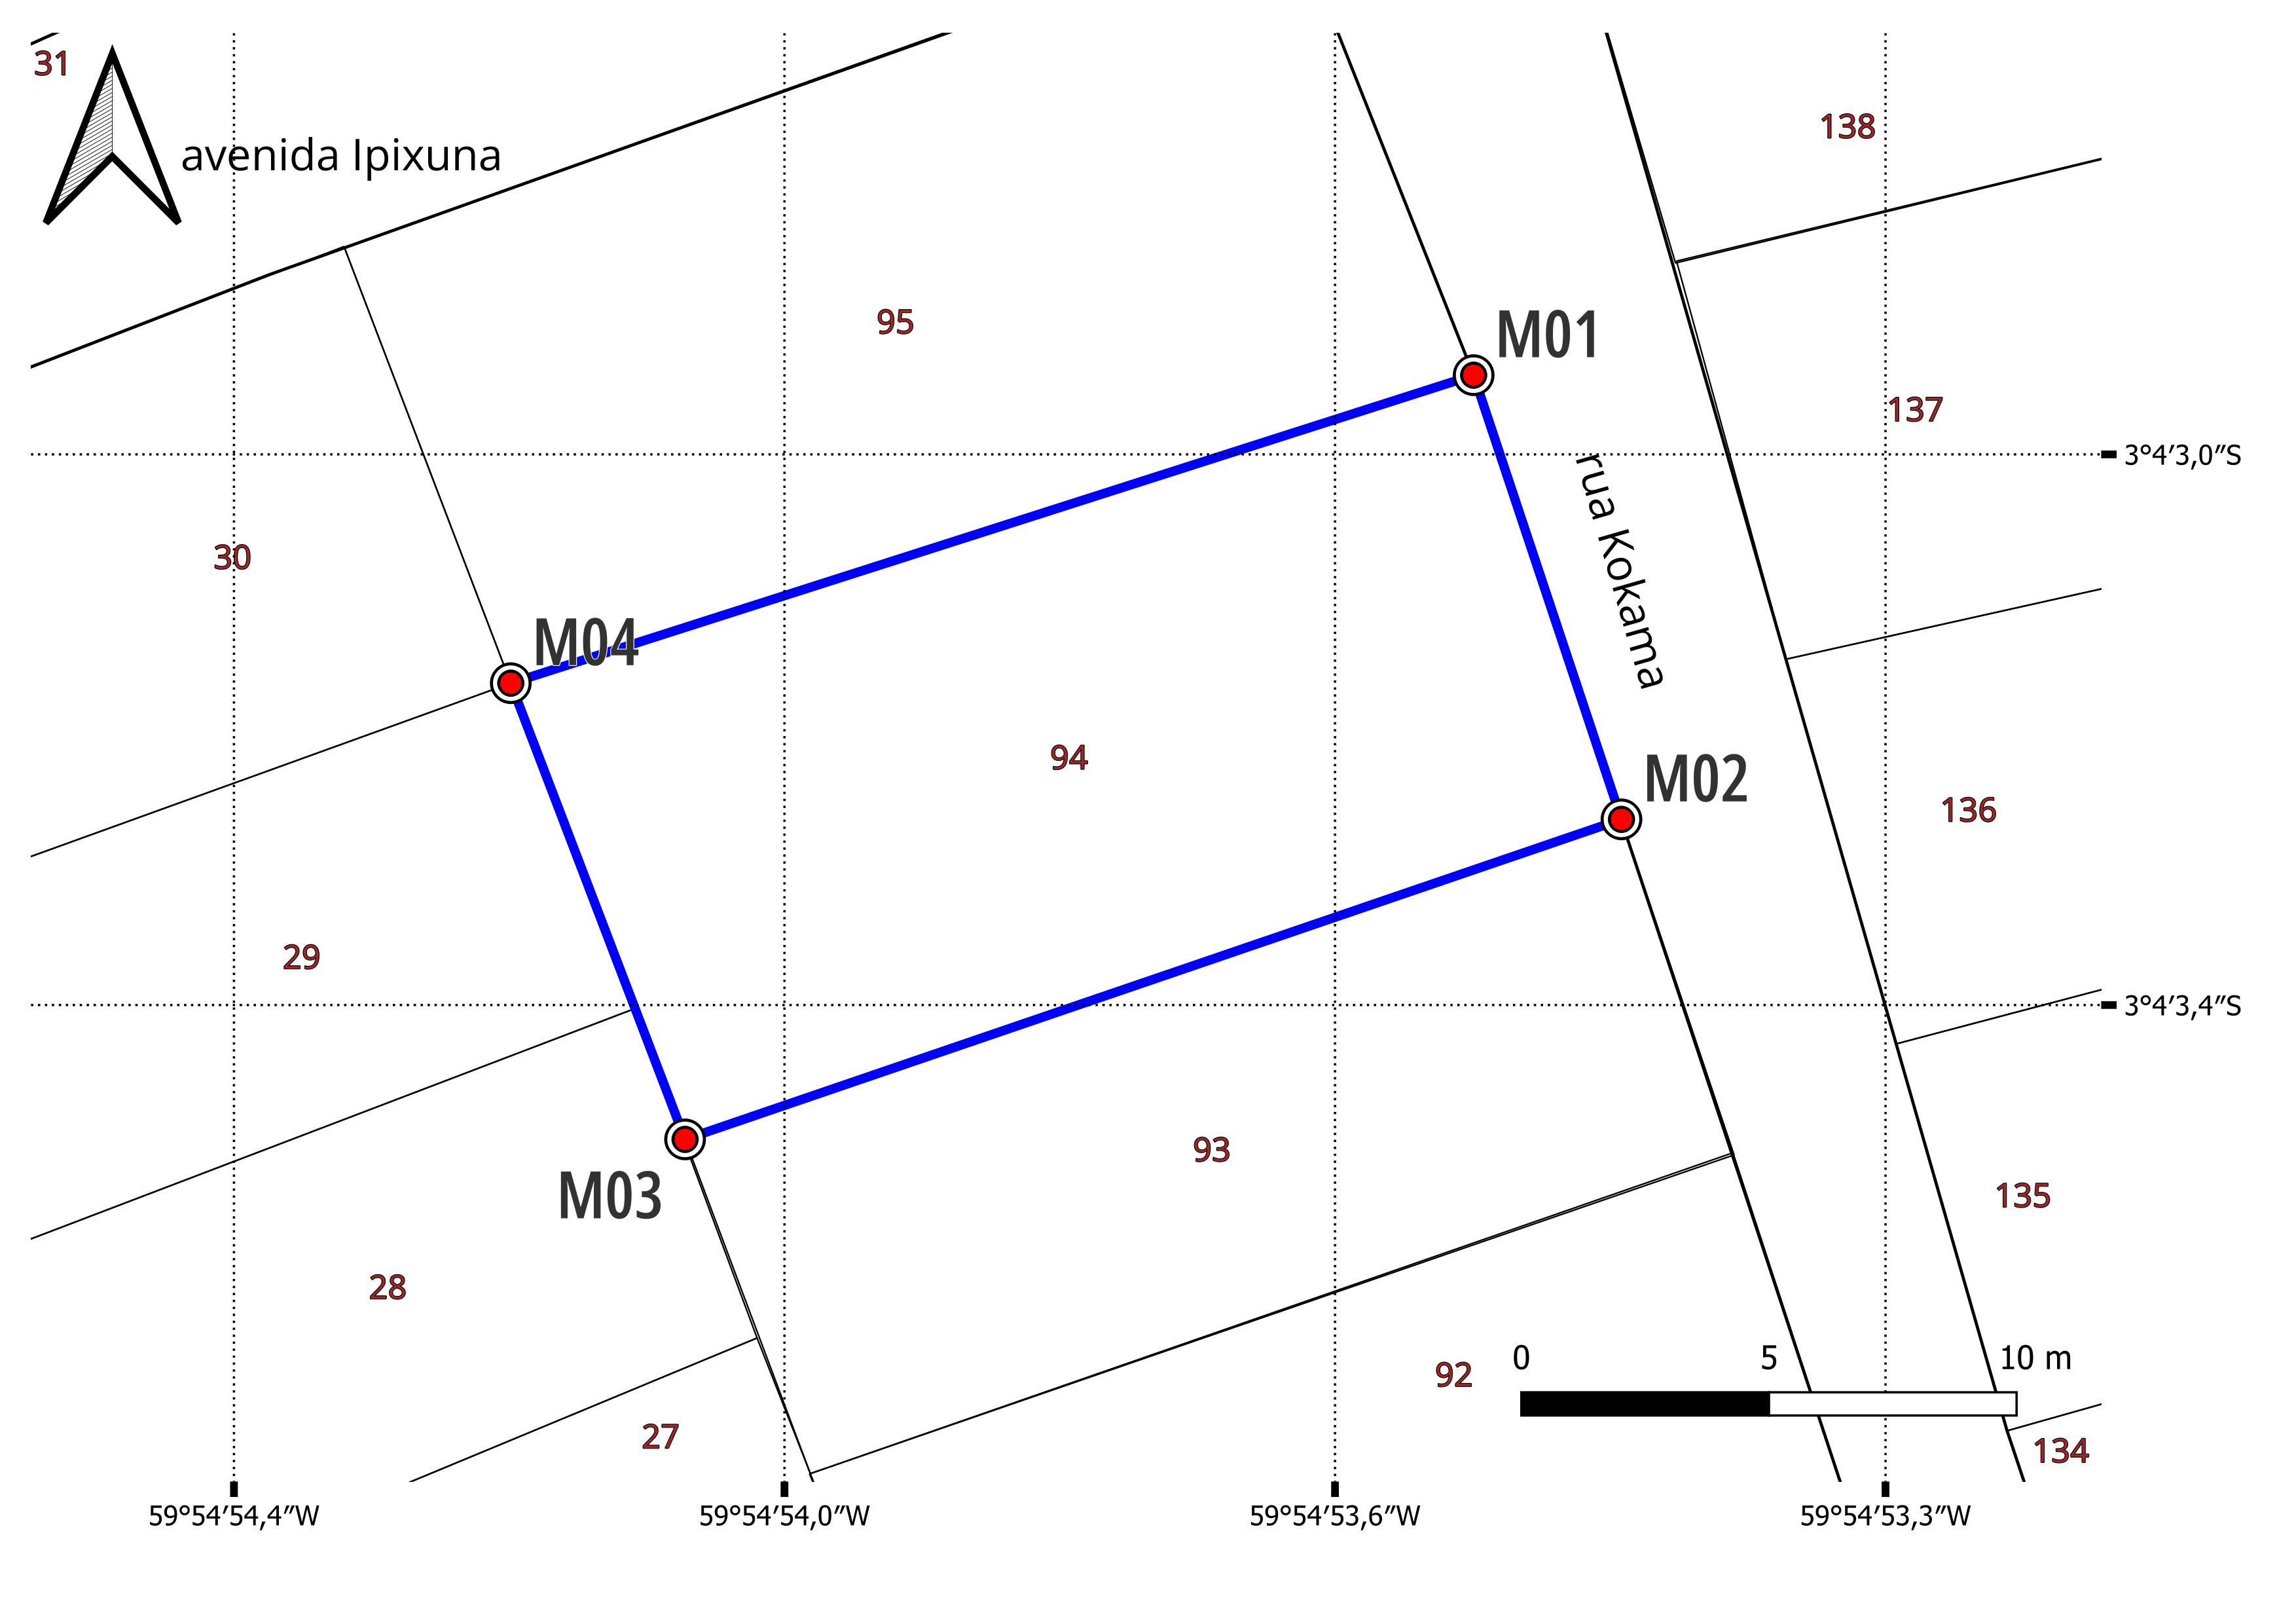 31
avenida Ipixuna
138
95
M01
137
3°4′3,0″S
rua Kokama
30
M04
94
M02
136
29
3°4′3,4″S
93
M03
135
28
0 5 10 m
92
27
134
59°54′54,4″W 59°54′54,0″W 59°54′53,6″W 59°54′53,3″W